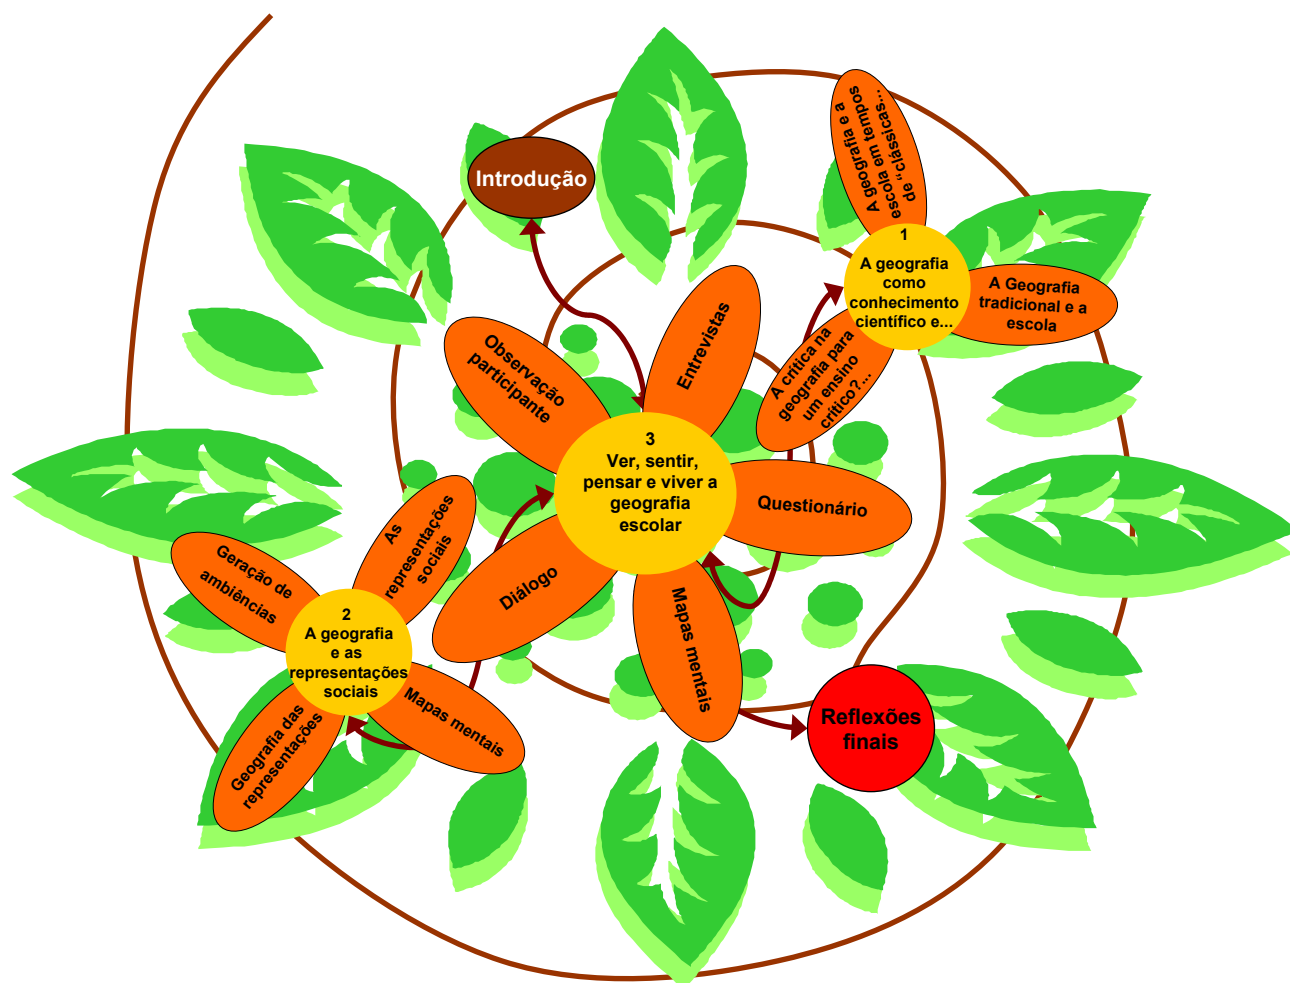 Introdução
A geografia e a
escola em tempos
de "clássicas...
1
A geografia
como
conhecimento
científico e...
A Geografia
tradicional e a
escola
A crítica na
geografia para
um ensino
crítico?...
Entrevistas
Observação
participante
3
Ver, sentir,
pensar e viver a
geografia
escolar
Questionário
Diálogo
Mapas mentais
As
representações
sociais
Geração de
ambiências
2
A geografia
e as
representações
sociais
Mapas mentais
Geografia das
representações
Reflexões
finais